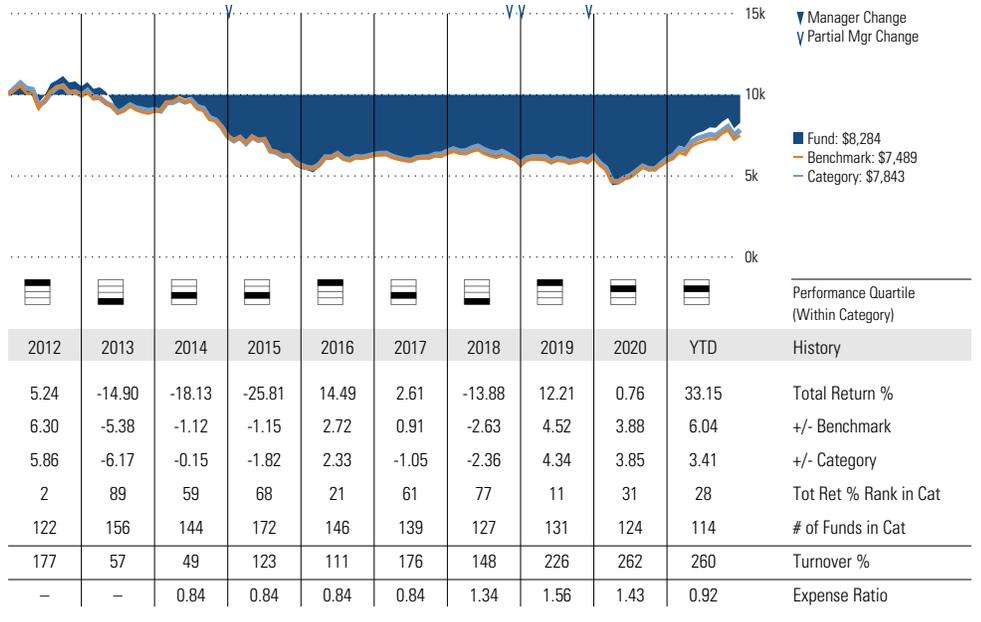 15k
Manager Change
Partial Mgr Change
10k
Fund: $8,284
Benchmark: $7,489
Category: $7,843
5k
0k
Performance Quartile
(Within Category)
2012 2013 2014 2015 2016 2017 2018 2019 2020 YTD History
5.24 -14.90 -18.13 -25.81 14.49 2.61 -13.88 12.21 0.76 33.15 Total Return %
6.30 -5.38 -1.12 -1.15 2.72 0.91 -2.63 4.52 3.88 6.04 +/- Benchmark
5.86 -6.17 -0.15 -1.82 2.33 -1.05 -2.36 4.34 3.85 3.41 +/- Category
2 89 59 68 21 61 77 11 31 28 Tot Ret % Rank in Cat
122 156 144 172 146 139 127 131 124 114 # of Funds in Cat
177 57 49 123 111 176 148 226 262 260 Turnover %
– – 0.84 0.84 0.84 0.84 1.34 1.56 1.43 0.92 Expense Ratio